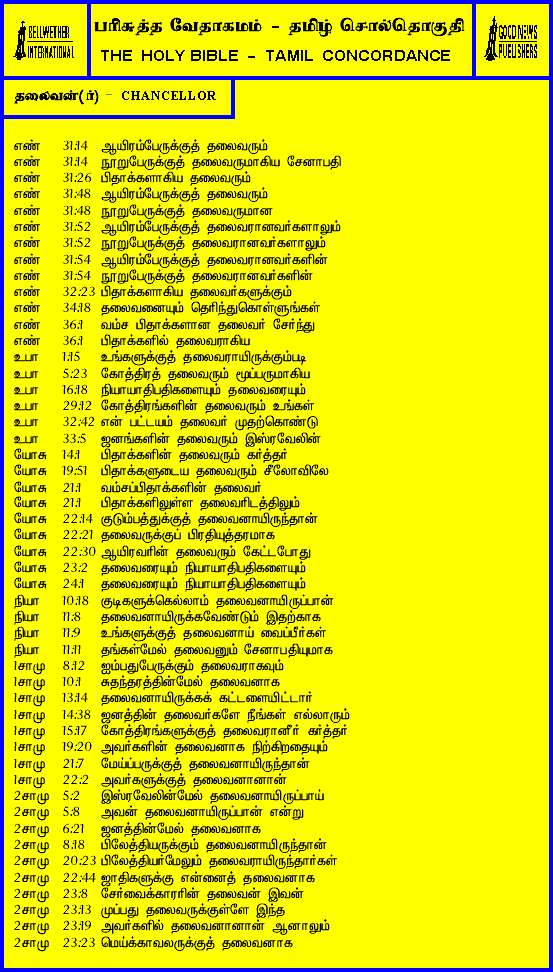 BELLWETHER
INTERNATIONAL
பரிசுத்த வேதாகமம் - தமிழ் சொல்தொகுதி
THE HOLY BIBLE - TAMIL CONCORDANCE
GOOD NEWS
PUBLISHERS
தலைவன்(ர்) - CHANCELLOR
எண் 31:14 ஆயிரம்பேருக்குத் தலைவரும்
எண் 31:14 நூறுபேருக்குத் தலைவருமாகிய சேனாபதி
எண் 31:26 பிதாக்களாகிய தலைவரும்
எண் 31:48 ஆயிரம்பேருக்குத் தலைவரும்
எண் 31:48 நூறுபேருக்குத் தலைவருமான
எண் 31:52 ஆயிரம்பேருக்குத் தலைவரானவர்களாலும்
எண் 31:52 நூறுபேருக்குத் தலைவரானவர்களாலும்
எண் 31:54 ஆயிரம்பேருக்குத் தலைவரானவர்களின்
எண் 31:54 நூறுபேருக்குத் தலைவரானவர்களின்
எண் 32:23 பிதாக்களாகிய தலைவர்களுக்கும்
எண் 34:18 தலைவனையும் தெரிந்துகொள்ளுங்கள்
எண் 36:1 வம்ச பிதாக்களான தலைவர் சேர்ந்து
எண் 36:1 பிதாக்களில் தலைவராகிய
உபா 1:15 உங்களுக்குத் தலைவராயிருக்கும்படி
உபா 5:23 கோத்திரத் தலைவரும் மூப்பருமாகிய
உபா 16:18 நியாயாதிபதிகளையும் தலைவரையும்
உபா 29:12 கோத்திரங்களின் தலைவரும் உங்கள்
உபா 32:42 என் பட்டயம் தலைவர் முதற்கொண்டு
உபா 33:5 ஜனங்களின் தலைவரும் இஸ்ரவேலின்
யோசு 14:1 பிதாக்களின் தலைவரும் கர்த்தர்
யோசு 19:51 பிதாக்களுடைய தலைவரும் சீலோவிலே
யோசு 21:1 வம்சப்பிதாக்களின் தலைவர்
யோசு 21:1 பிதாக்களிலுள்ள தலைவரிடத்திலும்
யோசு 22:14 குடும்பத்துக்குத் தலைவனாயிருந்தான்
யோசு 22:21 தலைவருக்குப் பிரதியுத்தரமாக
யோசு 22:30 ஆயிரவரின் தலைவரும் கேட்டபோது
யோசு 23:2 தலைவரையும் நியாயாதிபதிகளையும்
யோசு 24:1 தலைவரையும் நியாயாதிபதிகளையும்
நியா 10:18 குடிகளுக்கெல்லாம் தலைவனாயிருப்பான்
நியா 11:8 தலைவனாயிருக்கவேண்டும் இதற்காக
நியா 11:9 உங்களுக்குத் தலைவனாய் வைப்பீர்கள்
நியா 11:11 தங்கள்மேல் தலைவனும் சேனாபதியுமாக
1சாமு 8:12 ஐம்பதுபேருக்கும் தலைவராகவும்
1சாமு 10:1 சுதந்தரத்தின்மேல் தலைவனாக
1சாமு 13:14 தலைவனாயிருக்கக் கட்டளையிட்டார்
1சாமு 14:38 ஜனத்தின் தலைவர்களே நீங்கள் எல்லாரும்
1சாமு 15:17 கோத்திரங்களுக்குத் தலைவரானீர் கர்த்தர்
1சாமு 19:20 அவர்களின் தலைவனாக நிற்கிறதையும்
1சாமு 21:7 மேய்ப்பருக்குத் தலைவனாயிருந்தான்
1சாமு 22:2 அவர்களுக்குத் தலைவனானான்
2சாமு 5:2 இஸ்ரவேலின்மேல் தலைவனாயிருப்பாய்
2சாமு 5:8 அவன் தலைவனாயிருப்பான் என்று
2சாமு 6:21 ஜனத்தின்மேல் தலைவனாக
2சாமு 8:18 பிலேத்தியருக்கும் தலைவனாயிருந்தான்
2சாமு 20:23 பிலேத்தியர்மேலும் தலைவராயிருந்தார்கள்
2சாமு 22:44 ஜாதிகளுக்கு என்னைத் தலைவனாக
2சாமு 23:8 சேர்வைக்காரரின் தலைவன் இவன்
2சாமு 23:13 முப்பது தலைவருக்குள்ளே இந்த
2சாமு 23:19 அவர்களில் தலைவனானான் ஆனாலும்
2சாமு 23:23 மெய்க்காவலருக்குத் தலைவனாக